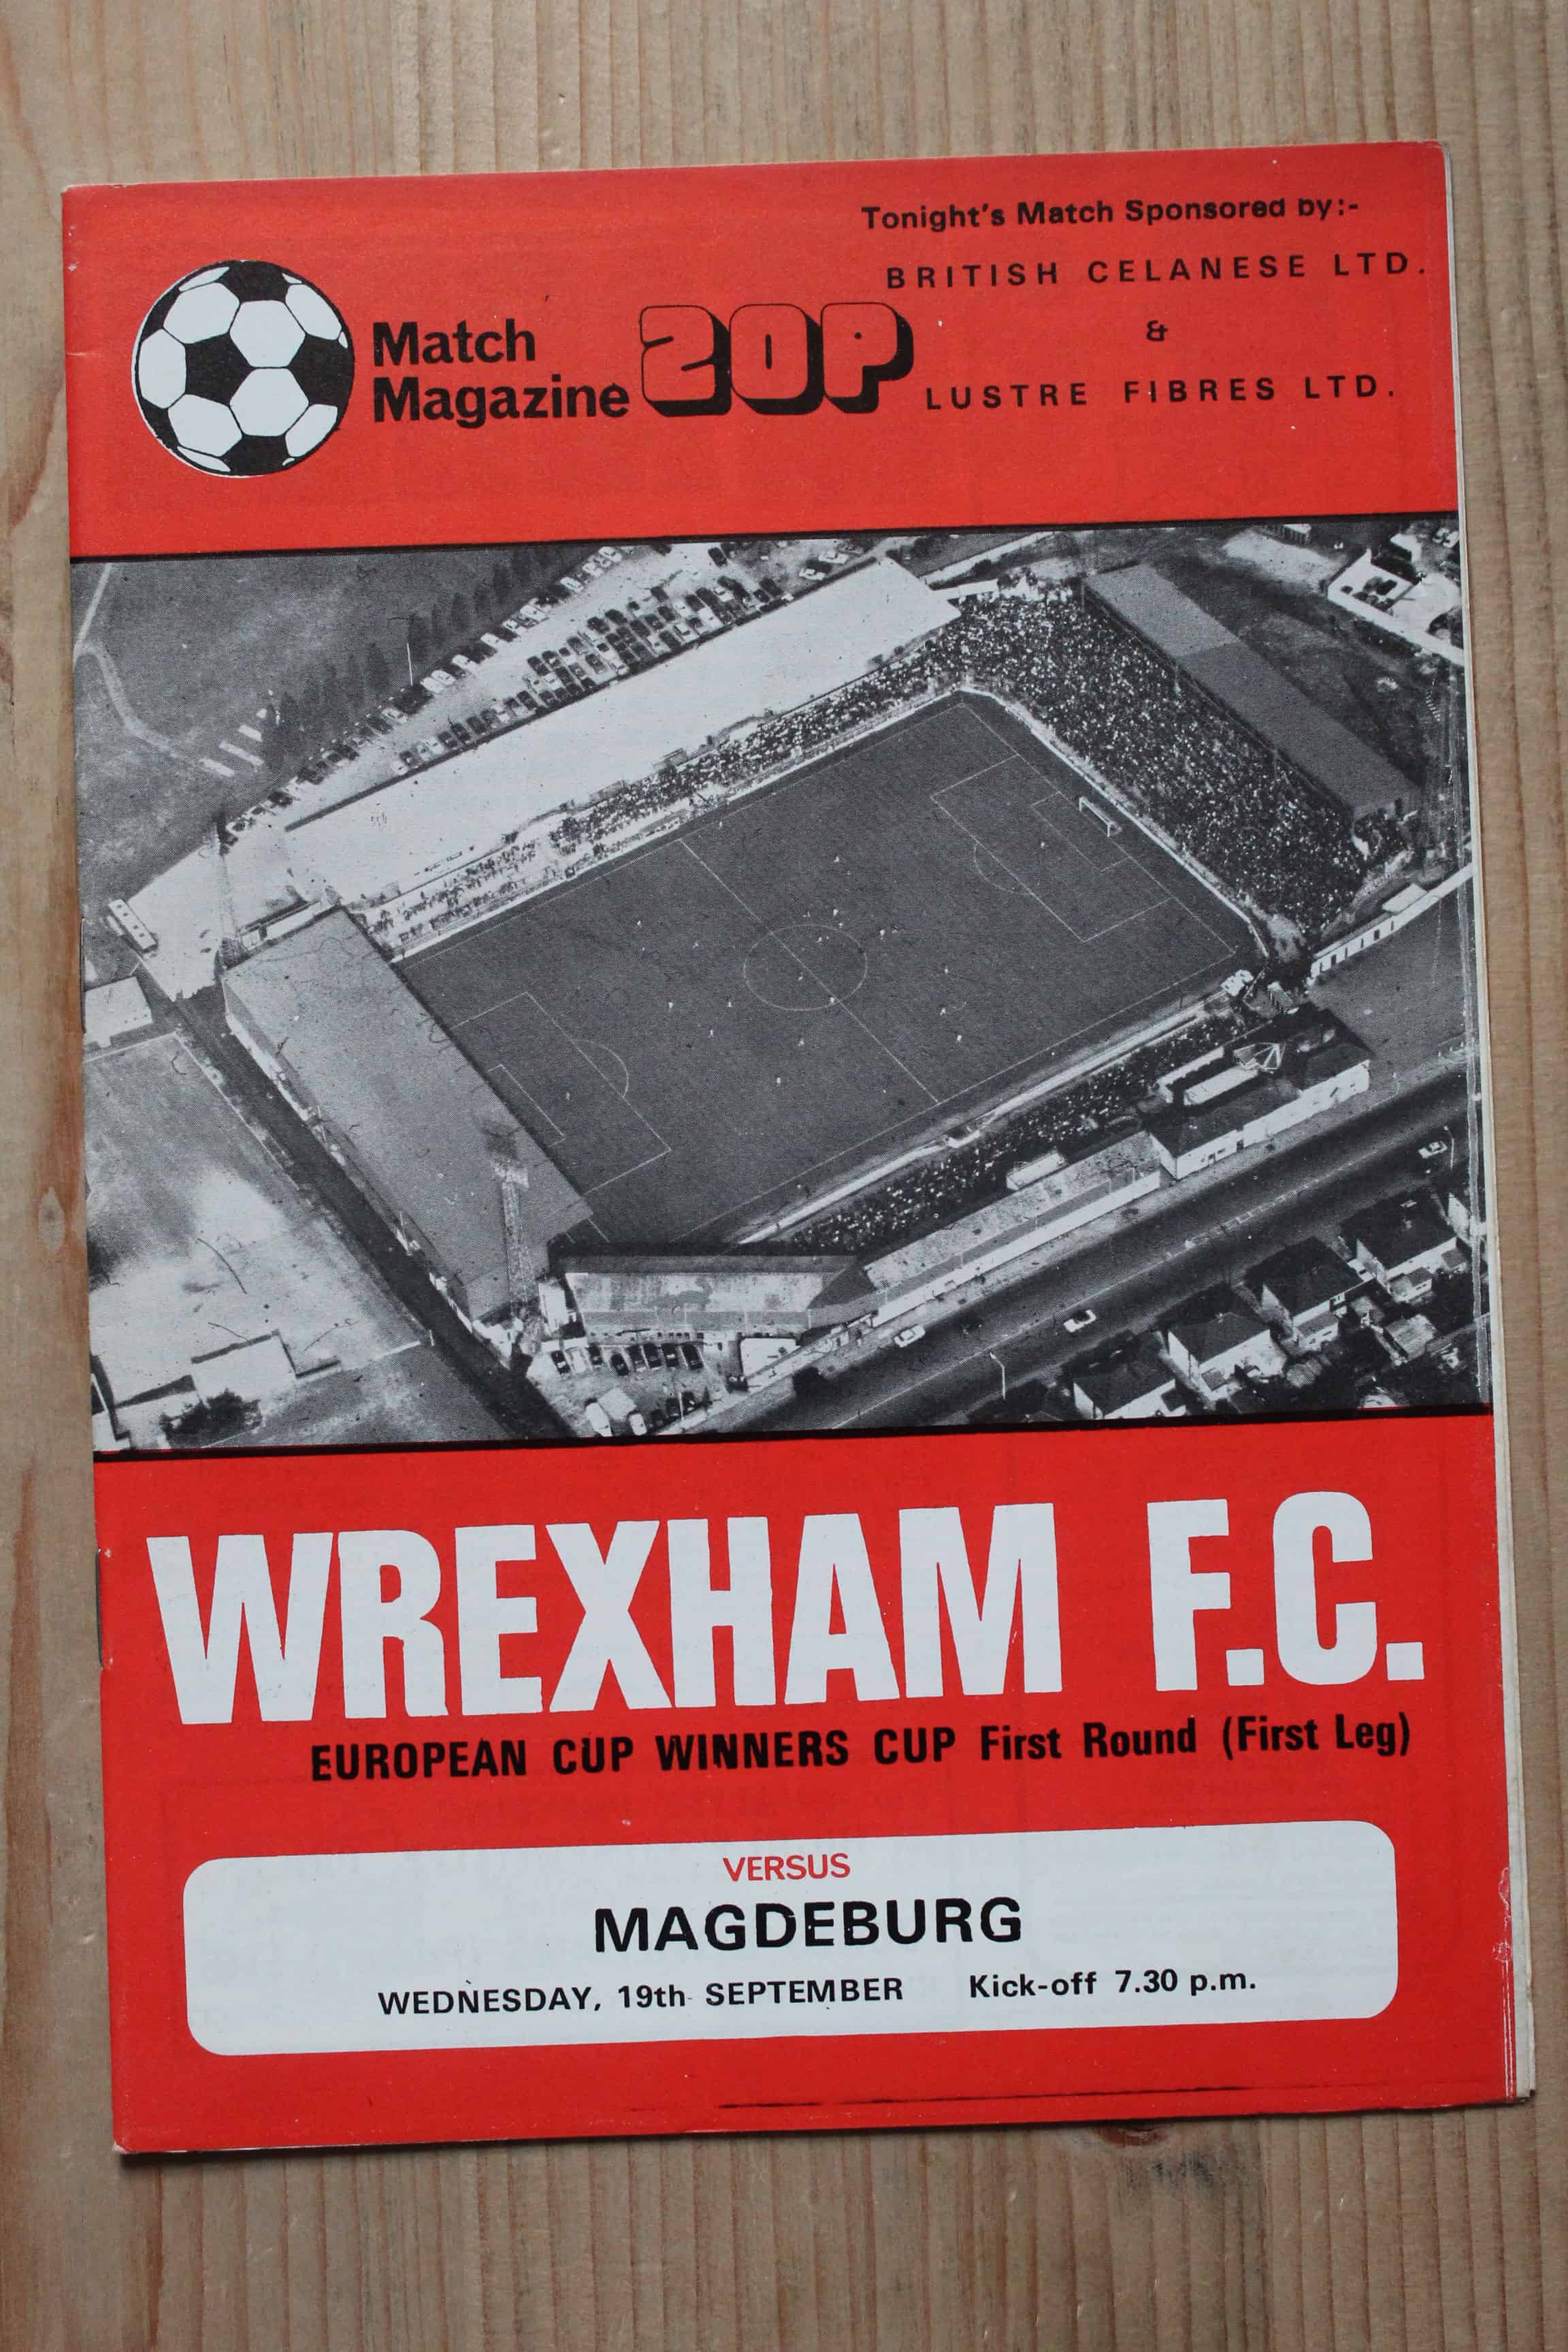 Tonight's Match Sponsored by:-
BRITISH CELANESE LTD.
&
LUSTRE FIBRES LTD.
Match
Magazine 20P
WREXHAM F.C.
EUROPEAN CUP WINNERS CUP First Round (First Leg)
VERSUS
MAGDEBURG
WEDNESDAY, 19th SEPTEMBER Kick-off 7.30 p.m.